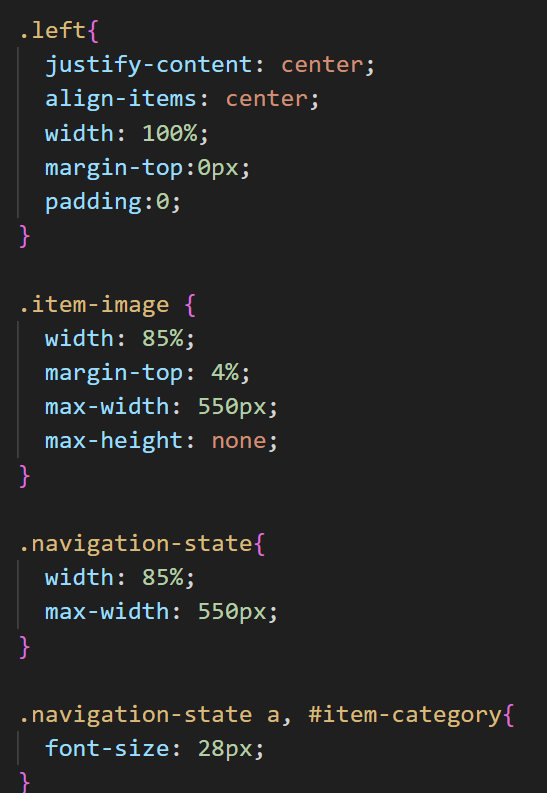 .left{
  justify-content: center;
  align-items: center;
  width: 100%;
  margin-top:0px;
  padding:0;
}
.item-image {
  width: 85%;
  margin-top: 4%;
  max-width: 550px;
  max-height: none;
}
.navigation-state{
  width: 85%;
  max-width: 550px;
}
.navigation-state a, #item-category{
  font-size: 28px;
}